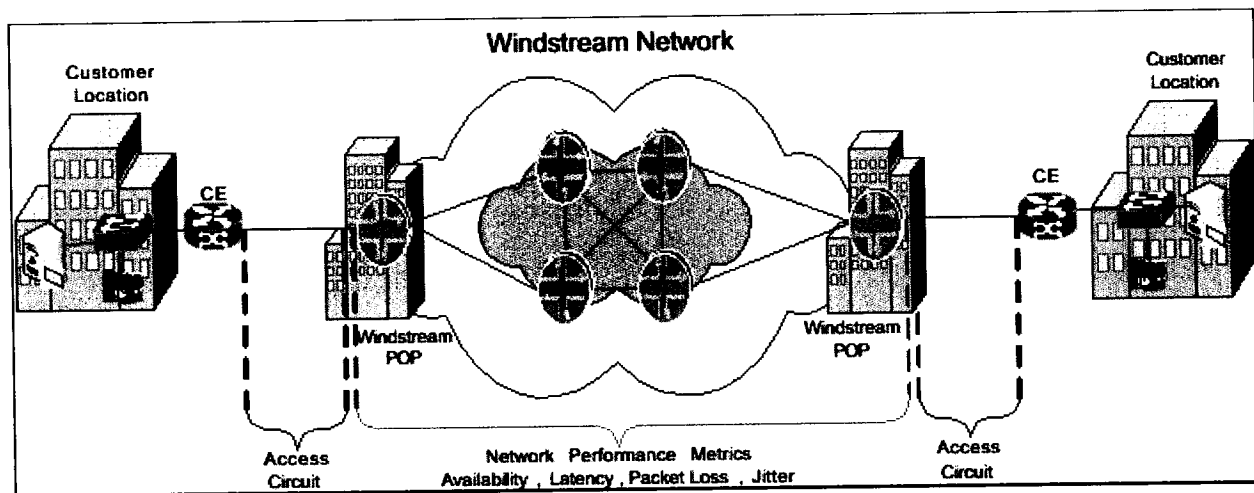 Windstream Network
Customer
Location
Customer
Location
CE
CE
Windstream
POP
Windstream
POP
Access
Circuit
Network Performance Metrics
Availability , Latency , Packet Loss , Jitter
Access
Circuit